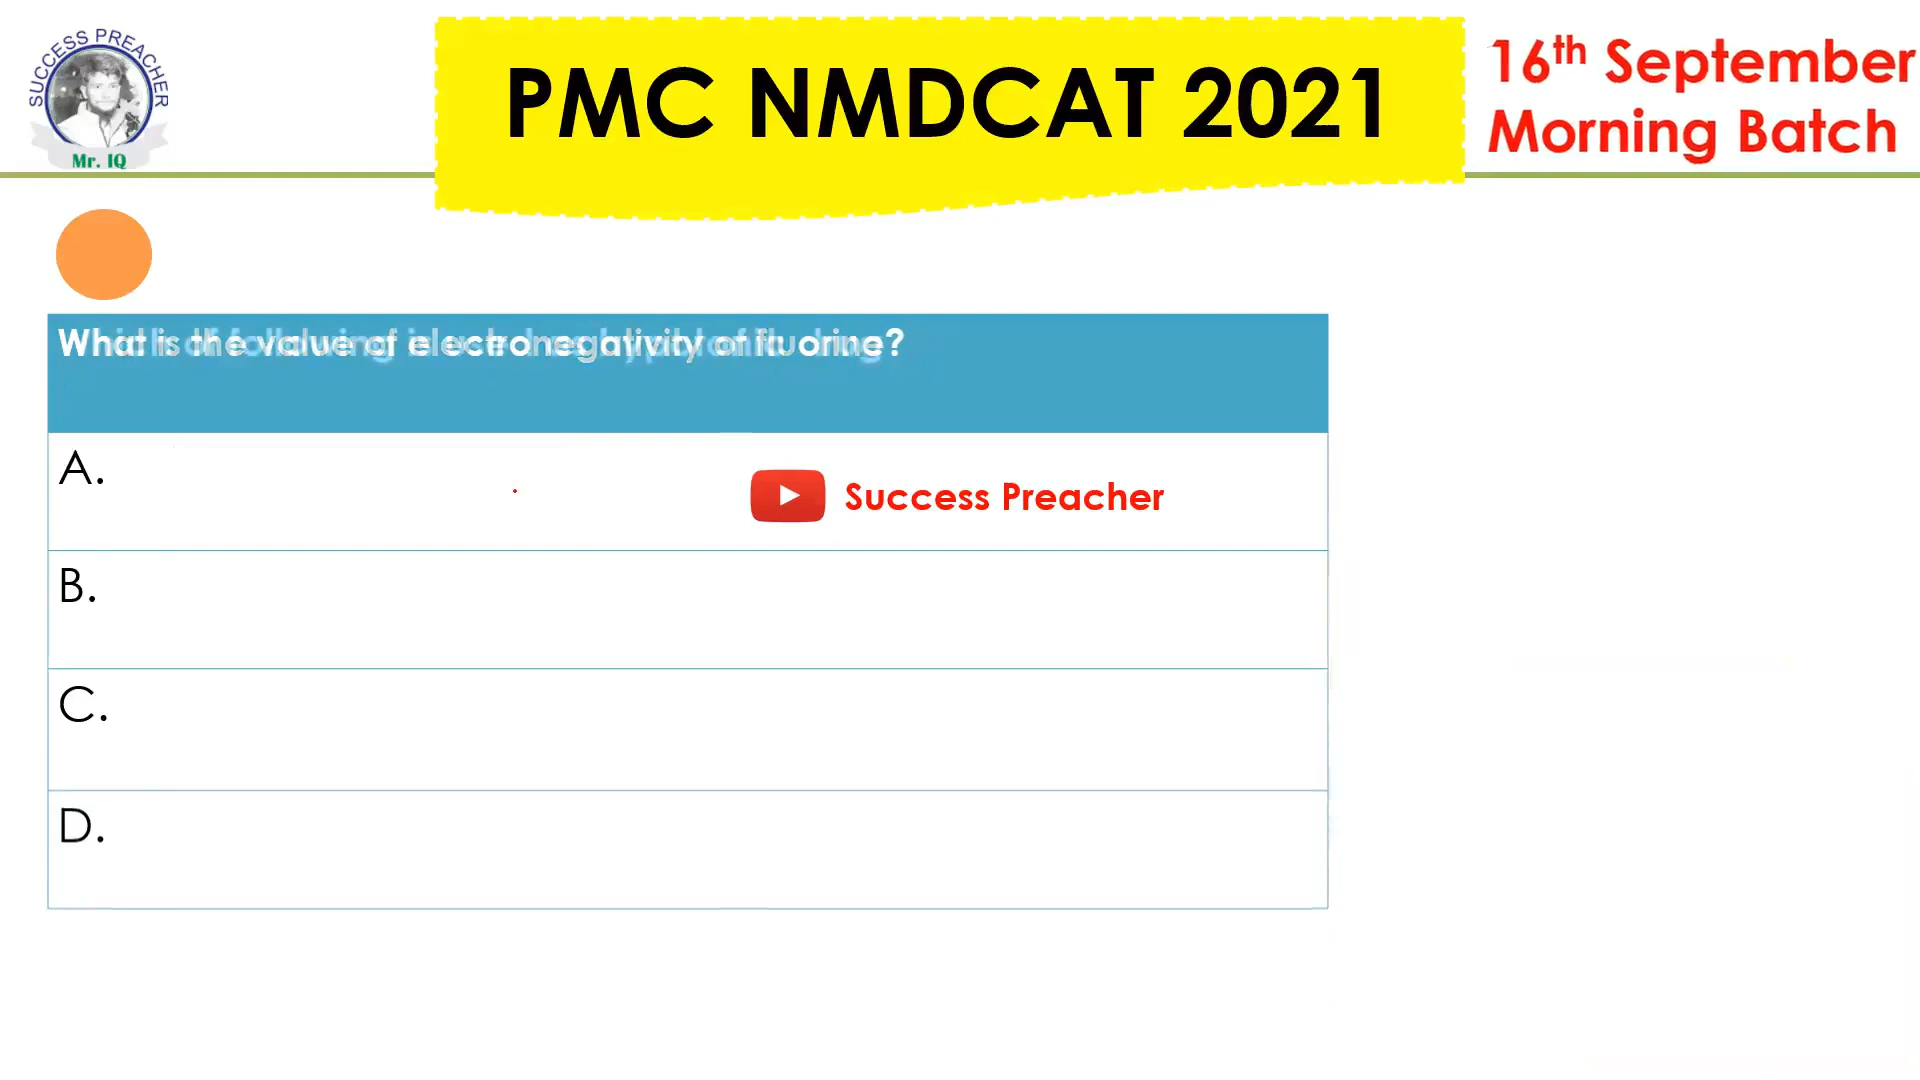 SUCCESS PREACHER
Mr. IQ
PMC NMDCAT 2021
16th September
Morning Batch
What is the value of electronegativity of fluorine?
A.
Success Preacher
B.
C.
D.